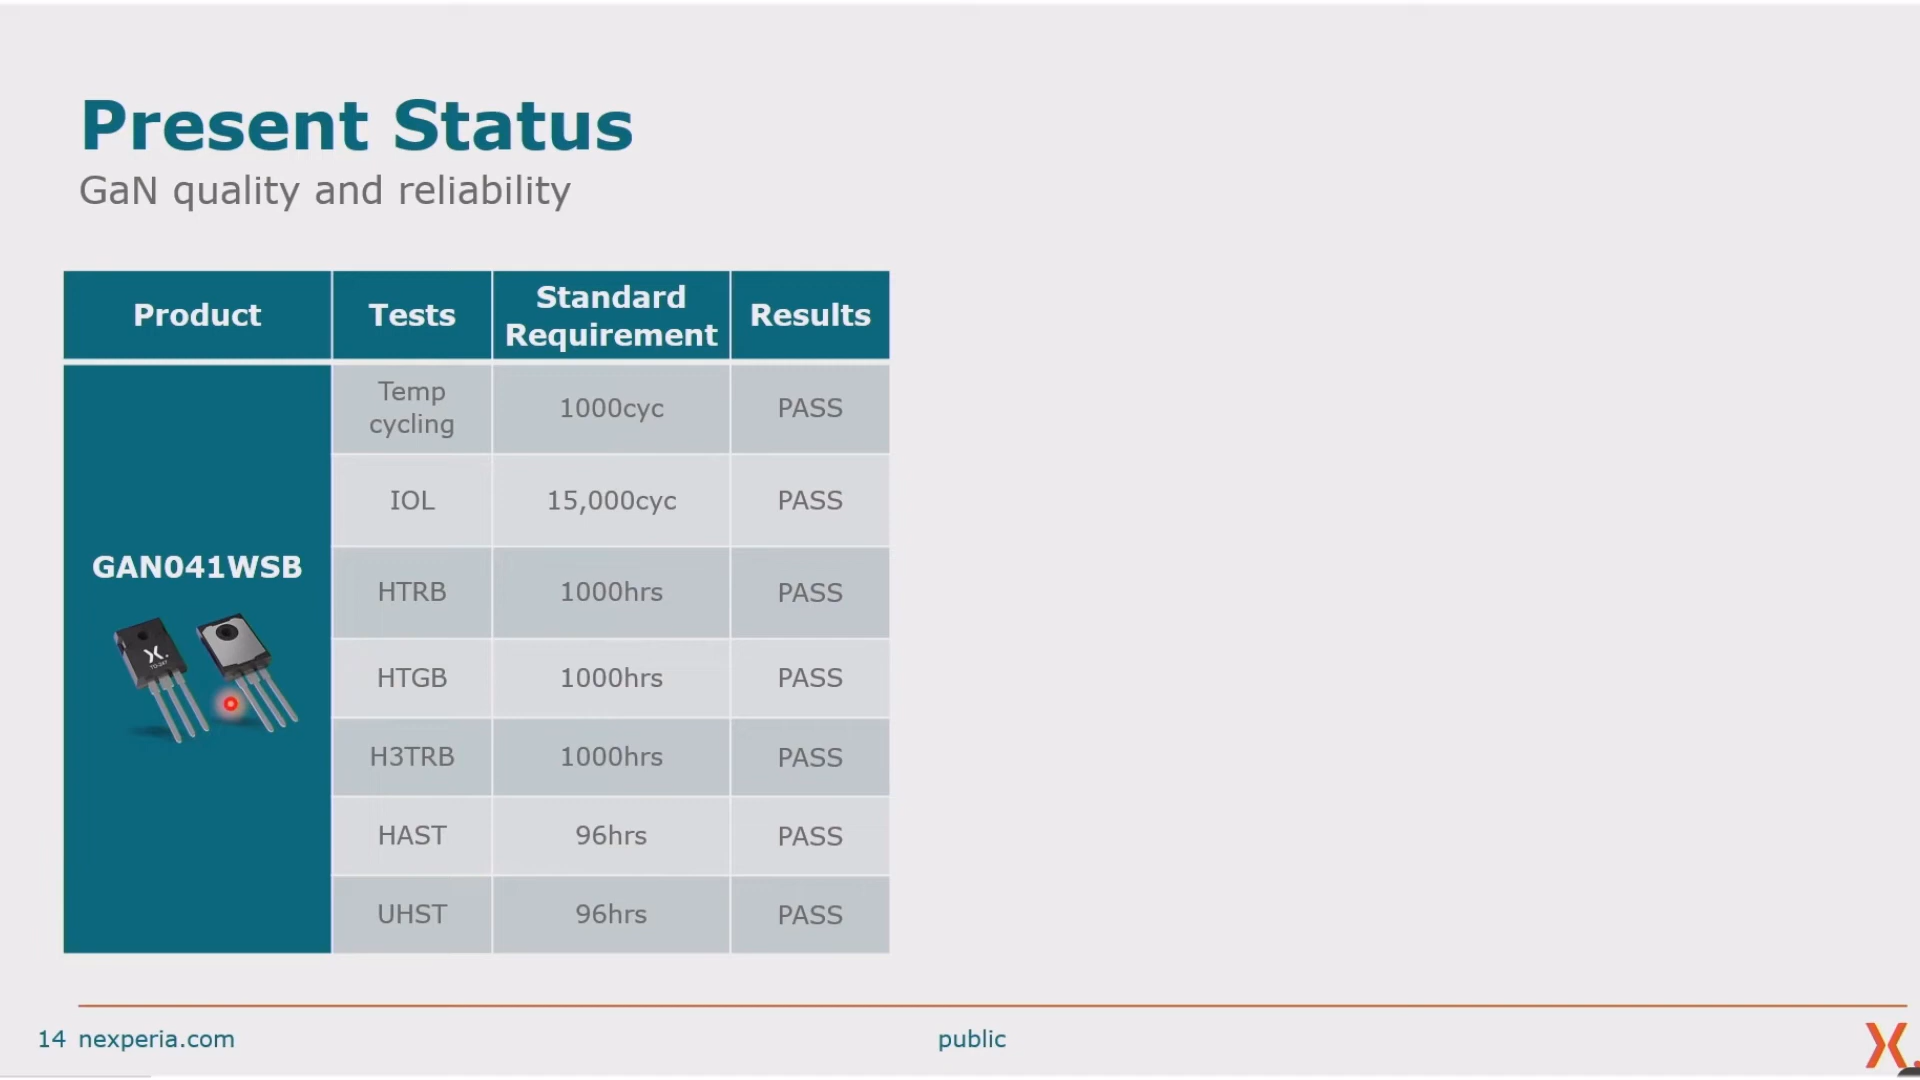 Present Status
GaN quality and reliability
Product
Tests
Standard
Requirement
Results
GAN041WSB
Temp
cycling
1000cyc
PASS
IOL
15,000cyc
PASS
HTRB
1000hrs
PASS
HTGB
1000hrs
PASS
H3TRB
1000hrs
PASS
HAST
96hrs
PASS
UHST
96hrs
PASS
14 nexperia.com
public